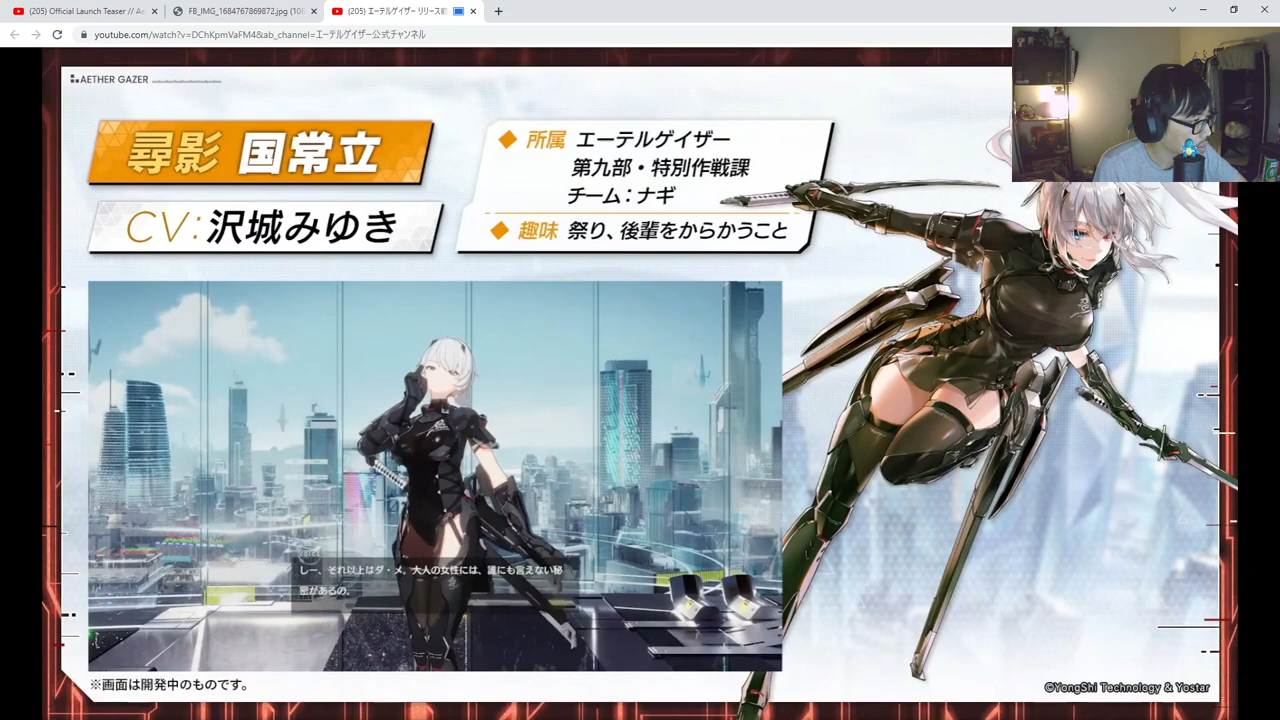 (205) Official Launch Teaser // Ae
FB_IMG_1684767869872.jpg (108
(205) エーテルゲイザー リリース前
youtube.com/watch?v=DChKpmVaFM4&ab_channel=エーテルゲイザー公式チャンネル
AETHER GAZER
尋影 国常立
CV:沢城みゆき
所属 エーテルゲイザー
第九部・特別作戦課
チーム:ナギ
趣味 祭り、後輩をからかうこと
しー、それ以上はダ・メ。大人の女性には、誰にも言えない秘
密があるの。
※画面は開発中のものです。
©YongShi Technology & Yostar